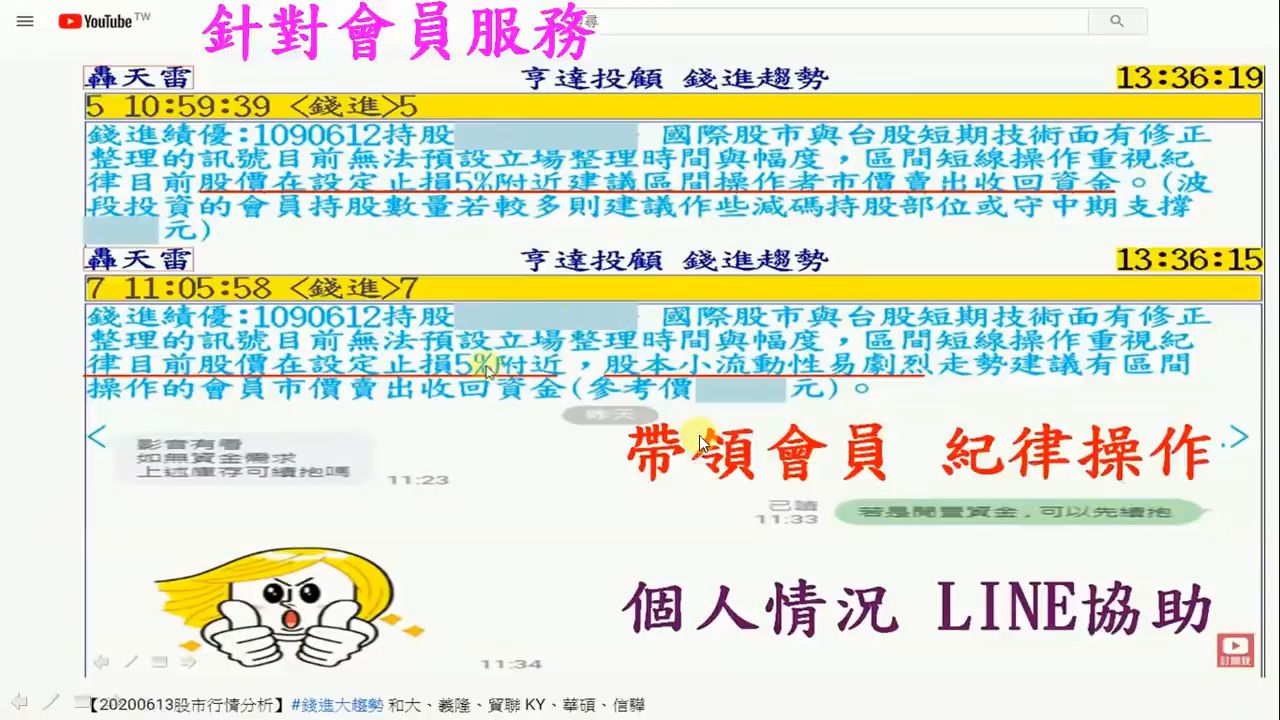 YouTube TW
針對會員服務
尋
轟天雷 亨達投顧 錢進趨勢 13:36:19
5 10:59:39 <錢進>5
錢進績優:1090612持股 國際股市與台股短期技術面有修正
整理的訊號目前無法預設立場整理時間與幅度，區間短線操作重視紀
律目前股價在設定止損5%附近建議區間操作者市價賣出收回資金。(波
段投資的會員持股數量若較多則建議作些減碼持股部位或守中期支撐
元)
轟天雷 亨達投顧 錢進趨勢 13:36:15
7 11:05:58 <錢進>7
錢進績優:1090612持股 國際股市與台股短期技術面有修正
整理的訊號目前無法預設立場整理時間與幅度，區間短線操作重視紀
律目前股價在設定止損5%附近，股本小流動性易劇烈走勢建議有區間
操作的會員市價賣出收回資金(參考價 元)。
昨天
影音有看
如無資金需求
上述庫存可續抱嗎
11:23
帶領會員 紀律操作
已讀
11:33
若是閒置資金，可以先續抱
個人情況 LINE協助
11:34
訂閱我
【20200613股市行情分析】#錢進大趨勢 和大、義隆、貿聯 KY、華碩、信驊